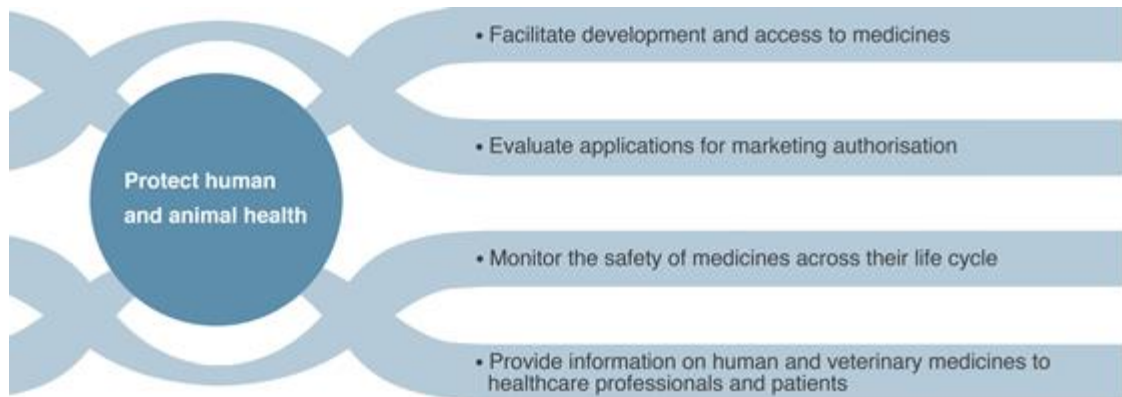 • Facilitate development and access to medicines
• Evaluate applications for marketing authorisation
Protect human
and animal health
• Monitor the safety of medicines across their life cycle
• Provide information on human and veterinary medicines to
healthcare professionals and patients